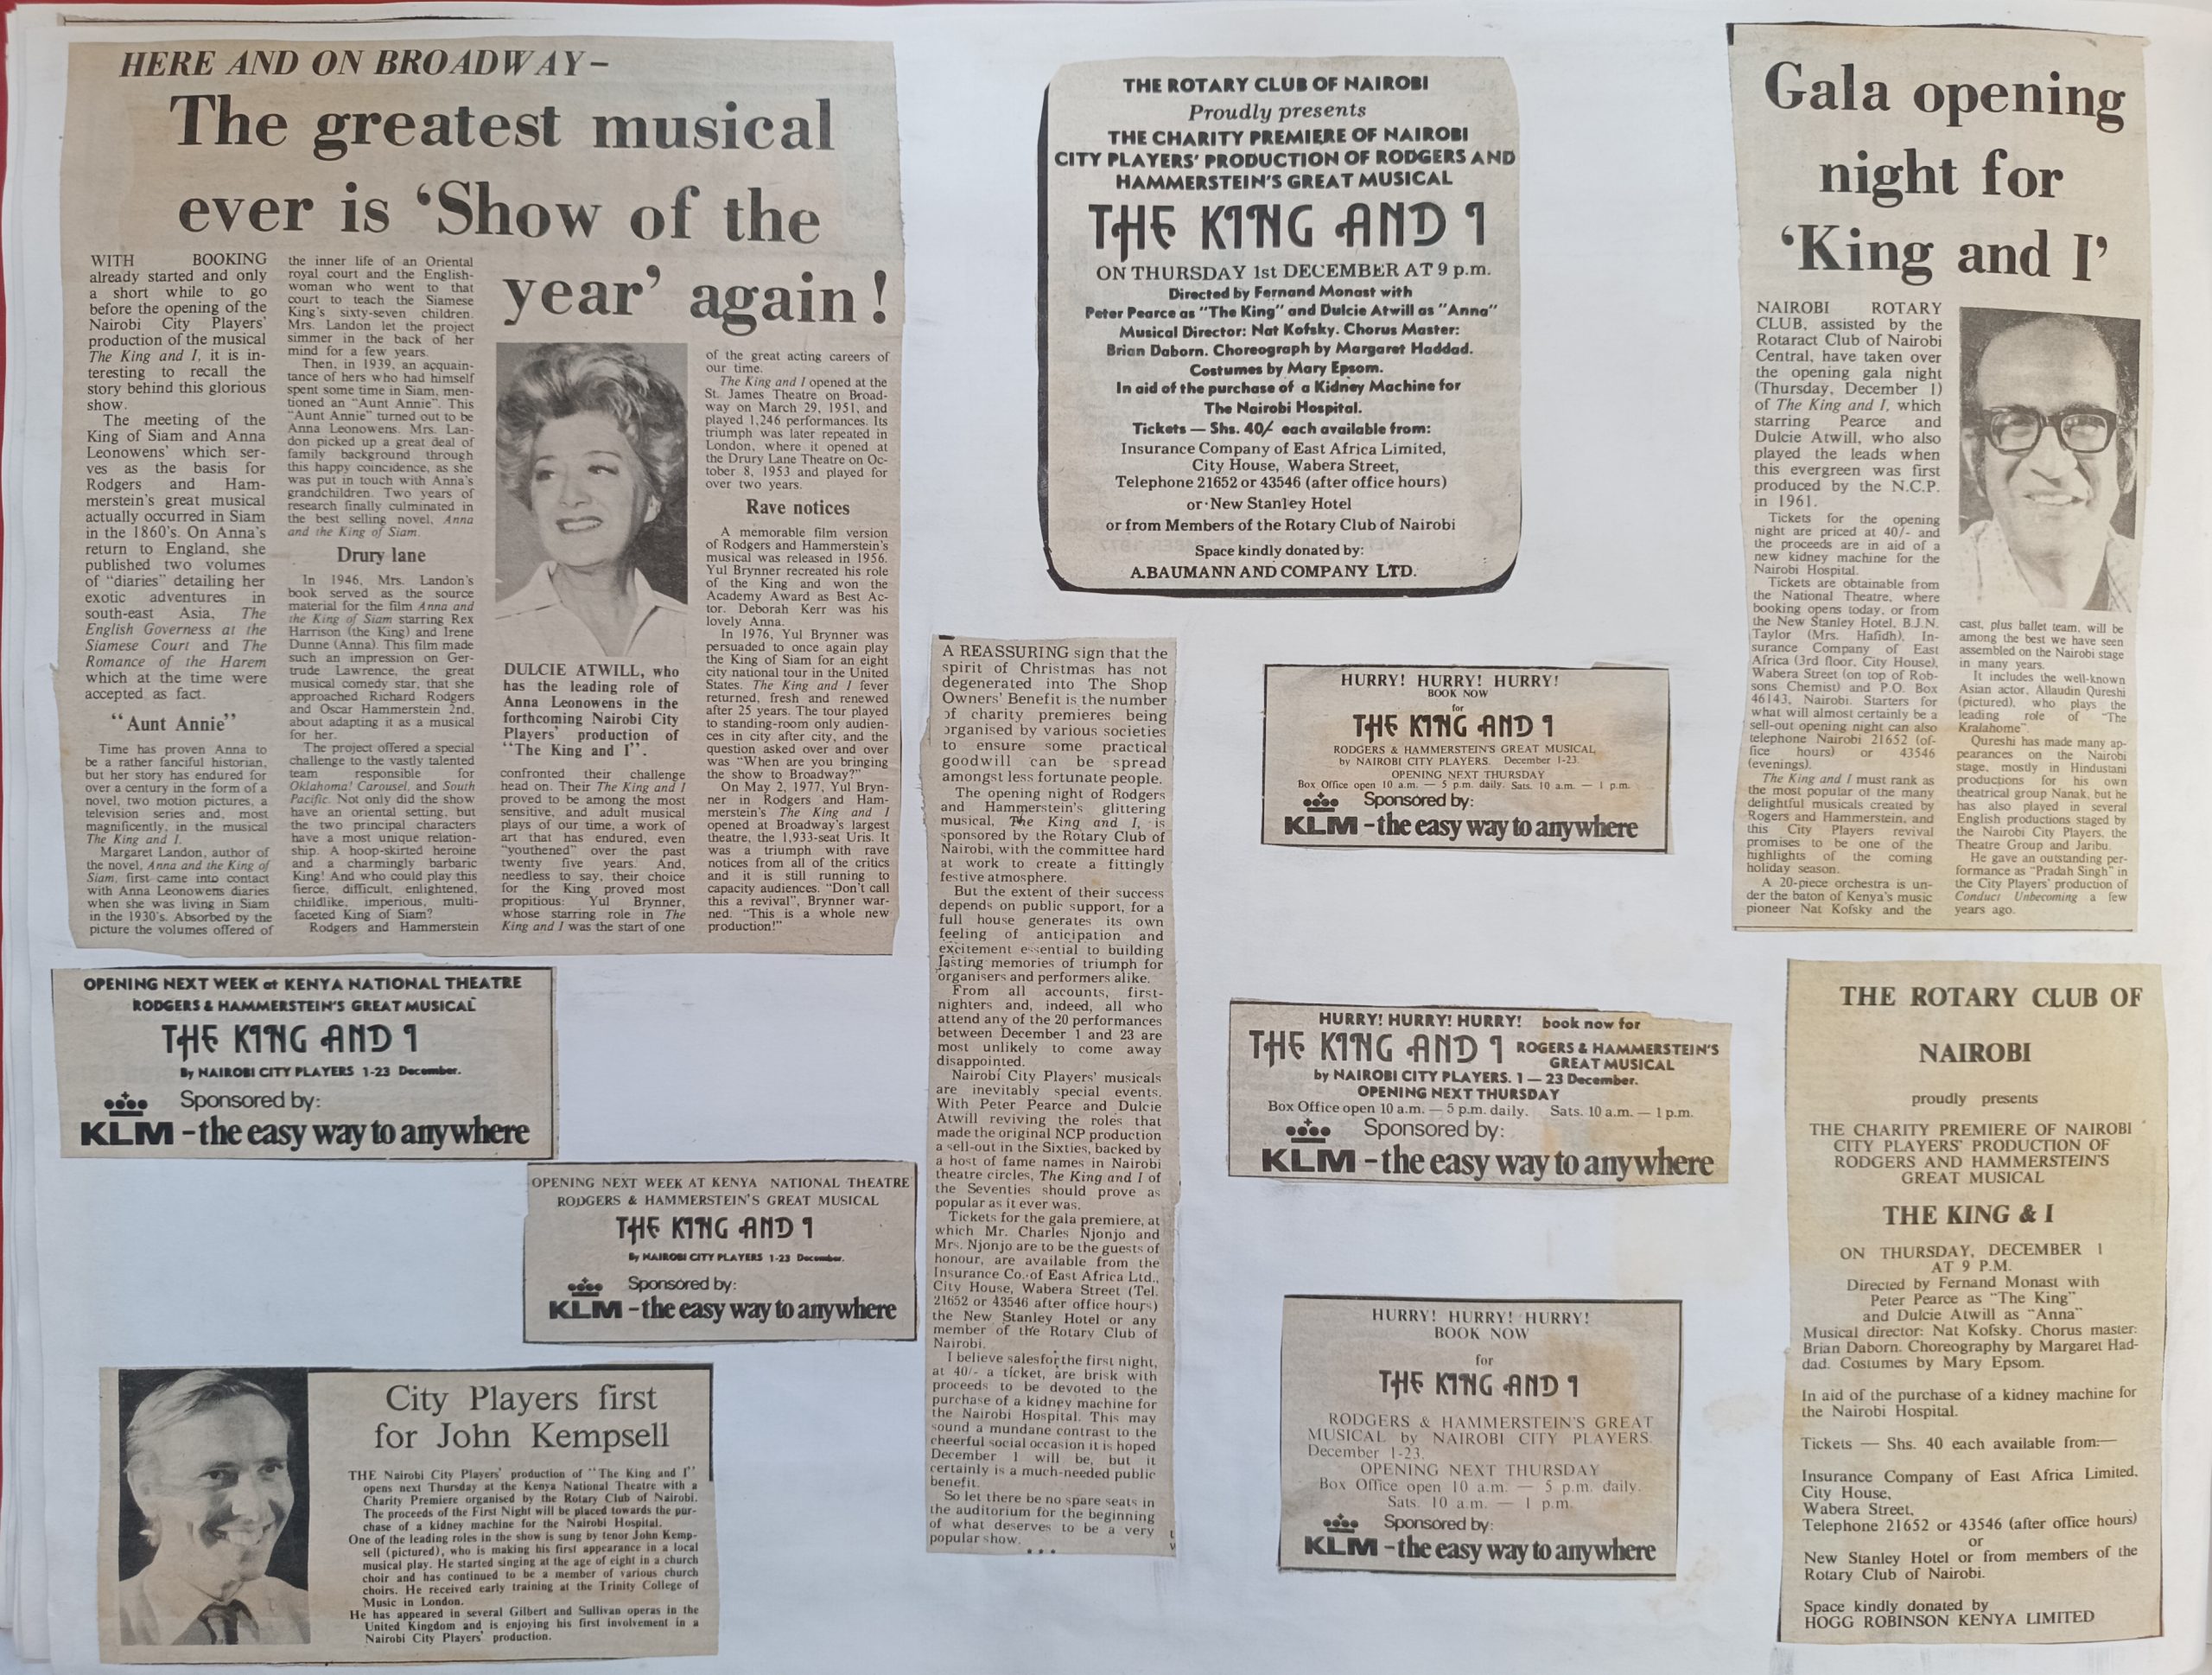 HERE AND ON BROADWAY—
The greatest musical
ever is ‘Show of the
year’ again!
WITH BOOKING
already started and only
a short while to go
before the opening of the
Nairobi City Players’
production of the musical
The King and I, it is in-
teresting to recall the
story behind this glorious
show.
The meeting of the
King of Siam and Anna
Leonowens’ which ser-
ves as the basis for
Rodgers and Ham-
merstein’s great musical
actually occurred in Siam
in the 1860’s. On Anna’s
return to England, she
published two volumes
of “diaries” detailing her
exotic adventures in
south-east Asia, The
English Governess at the
Siamese Court and The
Romance of the Harem
which at the time were
accepted as fact.
“Aunt Annie”
Time has proven Anna to
be a rather fanciful historian,
but her story has endured for
over a century in the form of a
novel, two motion pictures, a
television series and, most
magnificently, in the musical
The King and I.
Margaret Landon, author of
the novel, Anna and the King of
Siam, first came into contact
with Anna Leonowens diaries
when she was living in Siam
in the 1930’s. Absorbed by the
picture the volumes offered of
the inner life of an Oriental
royal court and the English-
woman who went to that
court to teach the Siamese
King’s sixty-seven children.
Mrs. Landon let the project
simmer in the back of her
mind for a few years.
Then, in 1939, an acquain-
tance of hers who had himself
spent some time in Siam, men-
tioned an “Aunt Annie”. This
“Aunt Annie” turned out to be
Anna Leonowens. Mrs. Lan-
don picked up a great deal of
family background through
this happy coincidence, as she
was put in touch with Anna’s
grandchildren. Two years of
research finally culminated in
the best selling novel, Anna
and the King of Siam.
Drury lane
In 1946, Mrs. Landon’s
book served as the source
material for the film Anna and
the King of Siam starring Rex
Harrison (the King) and Irene
Dunne (Anna). This film made
such an impression on Ger-
trude Lawrence, the great
musical comedy star, that she
approached Richard Rodgers
and Oscar Hammerstein 2nd,
about adapting it as a musical
for her.
The project offered a special
challenge to the vastly talented
team responsible for
Oklahoma! Carousel, and South
Pacific. Not only did the show
have an oriental setting, but
the two principal characters
have a most unique relation-
ship. A hoop-skirted heroine
and a charmingly barbaric
King! And who could play this
fierce, difficult, enlightened,
childlike, imperious, multi-
faceted King of Siam?
Rodgers and Hammerstein
DULCIE ATWILL, who
has the leading role of
Anna Leonowens in the
forthcoming Nairobi City
Players’ production of
“The King and I”.
confronted their challenge
head on. Their The King and I
proved to be among the most
sensitive, and adult musical
plays of our time, a work of
art that has endured, even
“youthened” over the past
twenty five years. And,
needless to say, their choice
for the King proved most
propitious: Yul Brynner,
whose starring role in The
King and I was the start of one
of the great acting careers of
our time.
The King and I opened at the
St. James Theatre on Broad-
way on March 29, 1951, and
played 1,246 performances. Its
triumph was later repeated in
London, where it opened at
the Drury Lane Theatre on Oc-
tober 8, 1953 and played for
over two years.
Rave notices
A memorable film version
of Rodgers and Hammerstein’s
musical was released in 1956.
Yul Brynner recreated his role
of the King and won the
Academy Award as Best Ac-
tor. Deborah Kerr was his
lovely Anna.
In 1976, Yul Brynner was
persuaded to once again play
the King of Siam for an eight
city national tour in the United
States. The King and I fever
returned, fresh and renewed
after 25 years. The tour played
to standing-room only audien-
ces in city after city, and the
question asked over and over
was “When are you bringing
the show to Broadway?”
On May 2, 1977, Yul Bryn-
ner in Rodgers and Ham-
merstein’s The King and I
opened at Broadway’s largest
theatre, the 1,933-seat Uris. It
was a triumph with rave
notices from all of the critics
and it is still running to
capacity audiences. “Don’t call
this a revival”, Brynner war-
ned. “This is a whole new
production!”
OPENING NEXT WEEK at KENYA NATIONAL THEATRE
RODGERS & HAMMERSTEIN’S GREAT MUSICAL
THE KING AND I
By NAIROBI CITY PLAYERS 1-23 December.
Sponsored by:
KLM – the easy way to anywhere
OPENING NEXT WEEK AT KENYA NATIONAL THEATRE
RODGERS & HAMMERSTEIN’S GREAT MUSICAL
THE KING AND I
By NAIROBI CITY PLAYERS 1-23 December.
Sponsored by:
KLM – the easy way to anywhere
City Players first
for John Kempsell
THE Nairobi City Players’ production of “The King and I”
opens next Thursday at the Kenya National Theatre with a
Charity Premiere organised by the Rotary Club of Nairobi.
The proceeds of the First Night will be placed towards the pur-
chase of a kidney machine for the Nairobi Hospital.
One of the leading roles in the show is sung by tenor John Kemp-
sell (pictured), who is making his first appearance in a local
musical play. He started singing at the age of eight in a church
choir and has continued to be a member of various church
choirs. He received early training at the Trinity College of
Music in London.
He has appeared in several Gilbert and Sullivan operas in the
United Kingdom and is enjoying his first involvement in a
Nairobi City Players’ production.
THE ROTARY CLUB OF NAIROBI
Proudly presents
THE CHARITY PREMIERE OF NAIROBI
CITY PLAYERS’ PRODUCTION OF RODGERS AND
HAMMERSTEIN’S GREAT MUSICAL
THE KING AND I
ON THURSDAY 1st DECEMBER AT 9 p.m.
Directed by Fernand Monast with
Peter Pearce as “The King” and Dulcie Atwill as “Anna”
Musical Director: Nat Kofsky. Chorus Master:
Brian Daborn. Choreograph by Margaret Haddad.
Costumes by Mary Epsom.
In aid of the purchase of a Kidney Machine for
The Nairobi Hospital.
Tickets — Shs. 40/- each available from:
Insurance Company of East Africa Limited,
City House, Wabera Street,
Telephone 21652 or 43546 (after office hours)
or New Stanley Hotel
or from Members of the Rotary Club of Nairobi
Space kindly donated by:
A. BAUMANN AND COMPANY LTD.
A REASSURING sign that the
spirit of Christmas has not
degenerated into The Shop
Owners’ Benefit is the number
of charity premieres being
organised by various societies
to ensure some practical
goodwill can be spread
amongst less fortunate people.
The opening night of Rodgers
and Hammerstein’s glittering
musical, The King and I, is
sponsored by the Rotary Club of
Nairobi, with the committee hard
at work to create a fittingly
festive atmosphere.
But the extent of their success
depends on public support, for a
full house generates its own
feeling of anticipation and
excitement essential to building
lasting memories of triumph for
organisers and performers alike.
From all accounts, first-
nighters and, indeed, all who
attend any of the 20 performances
between December 1 and 23 are
most unlikely to come away
disappointed.
Nairobi City Players’ musicals
are inevitably special events.
With Peter Pearce and Dulcie
Atwill reviving the roles that
made the original NCP production
a sell-out in the Sixties, backed by
a host of fame names in Nairobi
theatre circles, The King and I of
the Seventies should prove as
popular as it ever was.
Tickets for the gala premiere, at
which Mr. Charles Njonjo and
Mrs. Njonjo are to be the guests of
honour, are available from the
Insurance Co. of East Africa Ltd.,
City House, Wabera Street (Tel.
21652 or 43546 after office hours)
the New Stanley Hotel or any
member of the Rotary Club of
Nairobi.
I believe sales for the first night,
at 40/- a ticket, are brisk with
proceeds to be devoted to the
purchase of a kidney machine for
the Nairobi Hospital. This may
sound a mundane contrast to the
cheerful social occasion it is hoped
December 1 will be, but it
certainly is a much-needed public
benefit.
So let there be no spare seats in
the auditorium for the beginning
of what deserves to be a very
popular show.
• • •
HURRY! HURRY! HURRY!
BOOK NOW
for
THE KING AND I
RODGERS & HAMMERSTEIN’S GREAT MUSICAL
by NAIROBI CITY PLAYERS. December 1-23.
OPENING NEXT THURSDAY
Box Office open 10 a.m. — 5 p.m. daily. Sats. 10 a.m. — 1 p.m.
Sponsored by:
KLM – the easy way to anywhere
HURRY! HURRY! HURRY! book now for
THE KING AND I ROGERS & HAMMERSTEIN’S
GREAT MUSICAL
by NAIROBI CITY PLAYERS. 1 — 23 December.
OPENING NEXT THURSDAY
Box Office open 10 a.m. — 5 p.m. daily. Sats. 10 a.m. — 1 p.m.
Sponsored by:
KLM – the easy way to anywhere
HURRY! HURRY! HURRY!
BOOK NOW
for
THE KING AND I
RODGERS & HAMMERSTEIN’S GREAT
MUSICAL by NAIROBI CITY PLAYERS.
December 1-23.
OPENING NEXT THURSDAY
Box Office open 10 a.m. — 5 p.m. daily.
Sats. 10 a.m. — 1 p.m.
Sponsored by:
KLM – the easy way to anywhere
Gala opening
night for
‘King and I’
NAIROBI ROTARY
CLUB, assisted by the
Rotaract Club of Nairobi
Central, have taken over
the opening gala night
(Thursday, December 1)
of The King and I, which
starring Pearce and
Dulcie Atwill, who also
played the leads when
this evergreen was first
produced by the N.C.P.
in 1961.
Tickets for the opening
night are priced at 40/- and
the proceeds are in aid of a
new kidney machine for the
Nairobi Hospital.
Tickets are obtainable from
the National Theatre, where
booking opens today, or from
the New Stanley Hotel, B.J.N.
Taylor (Mrs. Hafidh), In-
surance Company of East
Africa (3rd floor, City House),
Wabera Street (on top of Rob-
sons Chemist) and P.O. Box
46143, Nairobi. Starters for
what will almost certainly be a
sell-out opening night can also
telephone Nairobi 21652 (of-
fice hours) or 43546
(evenings).
The King and I must rank as
the most popular of the many
delightful musicals created by
Rogers and Hammerstein, and
this City Players revival
promises to be one of the
highlights of the coming
holiday season.
A 20-piece orchestra is un-
der the baton of Kenya’s music
pioneer Nat Kofsky and the
cast, plus ballet team, will be
among the best we have seen
assembled on the Nairobi stage
in many years.
It includes the well-known
Asian actor, Allaudin Qureshi
(pictured), who plays the
leading role of “The
Kralahome”.
Qureshi has made many ap-
pearances on the Nairobi
stage, mostly in Hindustani
productions for his own
theatrical group Nanak, but he
has also played in several
English productions staged by
the Nairobi City Players, the
Theatre Group and Jaribu.
He gave an outstanding per-
formance as “Pradah Singh” in
the City Players’ production of
Conduct Unbecoming a few
years ago.
THE ROTARY CLUB OF
NAIROBI
proudly presents
THE CHARITY PREMIERE OF NAIROBI
CITY PLAYERS’ PRODUCTION OF
RODGERS AND HAMMERSTEIN’S
GREAT MUSICAL
THE KING & I
ON THURSDAY, DECEMBER 1
AT 9 P.M.
Directed by Fernand Monast with
Peter Pearce as “The King”
and Dulcie Atwill as “Anna”
Musical director: Nat Kofsky. Chorus master:
Brian Daborn. Choreography by Margaret Had-
dad. Costumes by Mary Epsom.
In aid of the purchase of a kidney machine for
the Nairobi Hospital.
Tickets — Shs. 40 each available from:—
Insurance Company of East Africa Limited,
City House,
Wabera Street,
Telephone 21652 or 43546 (after office hours)
or
New Stanley Hotel or from members of the
Rotary Club of Nairobi.
Space kindly donated by
HOGG ROBINSON KENYA LIMITED